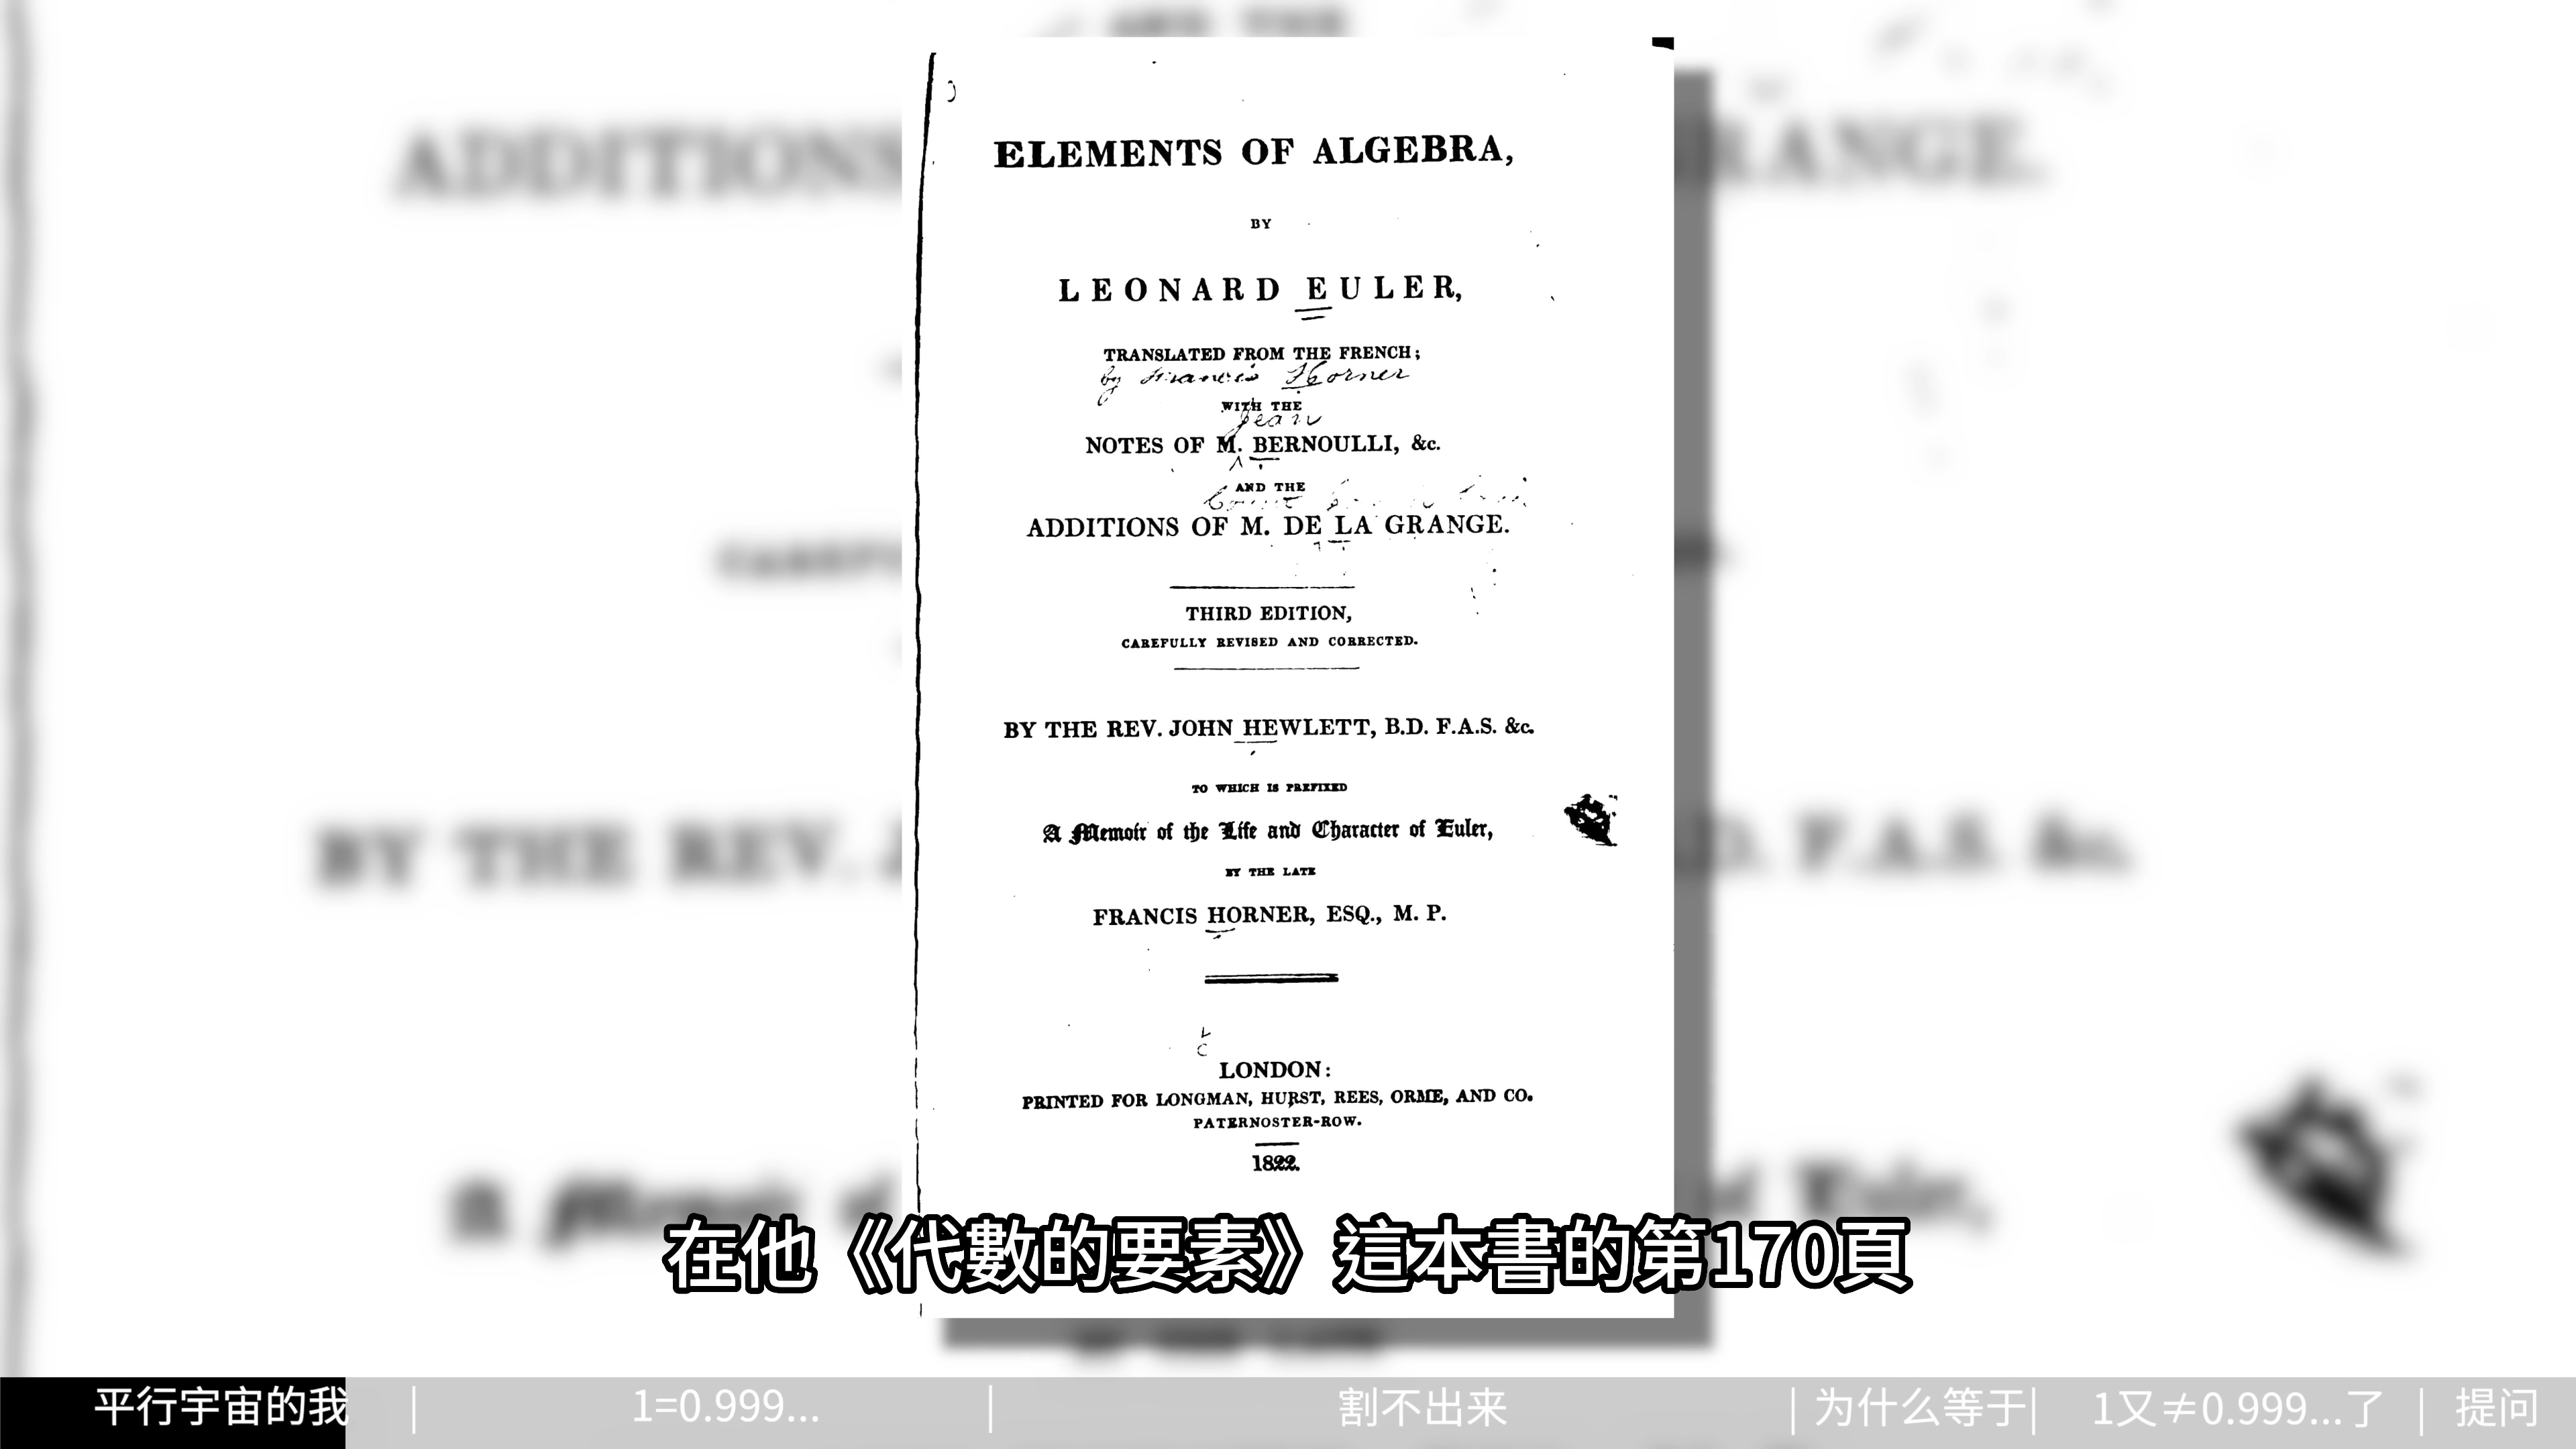 ELEMENTS OF ALGEBRA,
BY
LEONARD EULER,
TRANSLATED FROM THE FRENCH;
by Francis Horner
WITH THE
Jean
NOTES OF M. BERNOULLI, &c.
AND THE
ADDITIONS OF M. DE LA GRANGE.
THIRD EDITION,
CAREFULLY REVISED AND CORRECTED.
BY THE REV. JOHN HEWLETT, B.D. F.A.S. &c.
TO WHICH IS PREFIXED
A Memoir of the Life and Character of Euler,
BY THE LATE
FRANCIS HORNER, ESQ., M. P.
LONDON:
PRINTED FOR LONGMAN, HURST, REES, ORME, AND CO.
PATERNOSTER-ROW.
1822.
在他《代數的要素》這本書的第170頁
平行宇宙的我 | 1=0.999... | 割不出来 | 为什么等于 | 1又≠0.999...了 | 提问